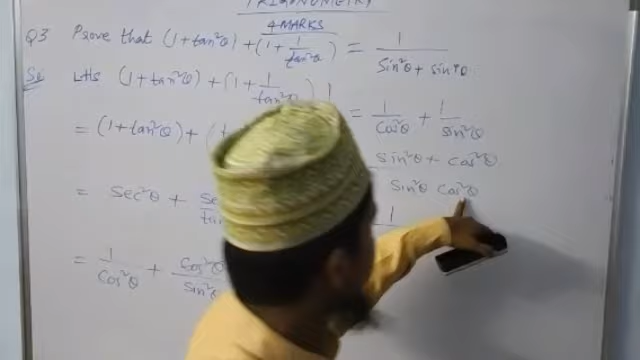 TRIGONOMETRY
4 MARKS
Q3 Prove that (1+tan²θ) + (1+ 1/tan²θ) = 1/(Sin²θ + sin⁴θ)
Sol LHS (1+tan²θ) + (1+ 1/tan²θ)
= (1+tan²θ) + (
= Sec²θ +
= 1/Cos²θ + Cos²θ/Sin²θ
= 1/Cos²θ + 1/sin²θ
sin²θ + cos²θ / sin²θ cos²θ
1